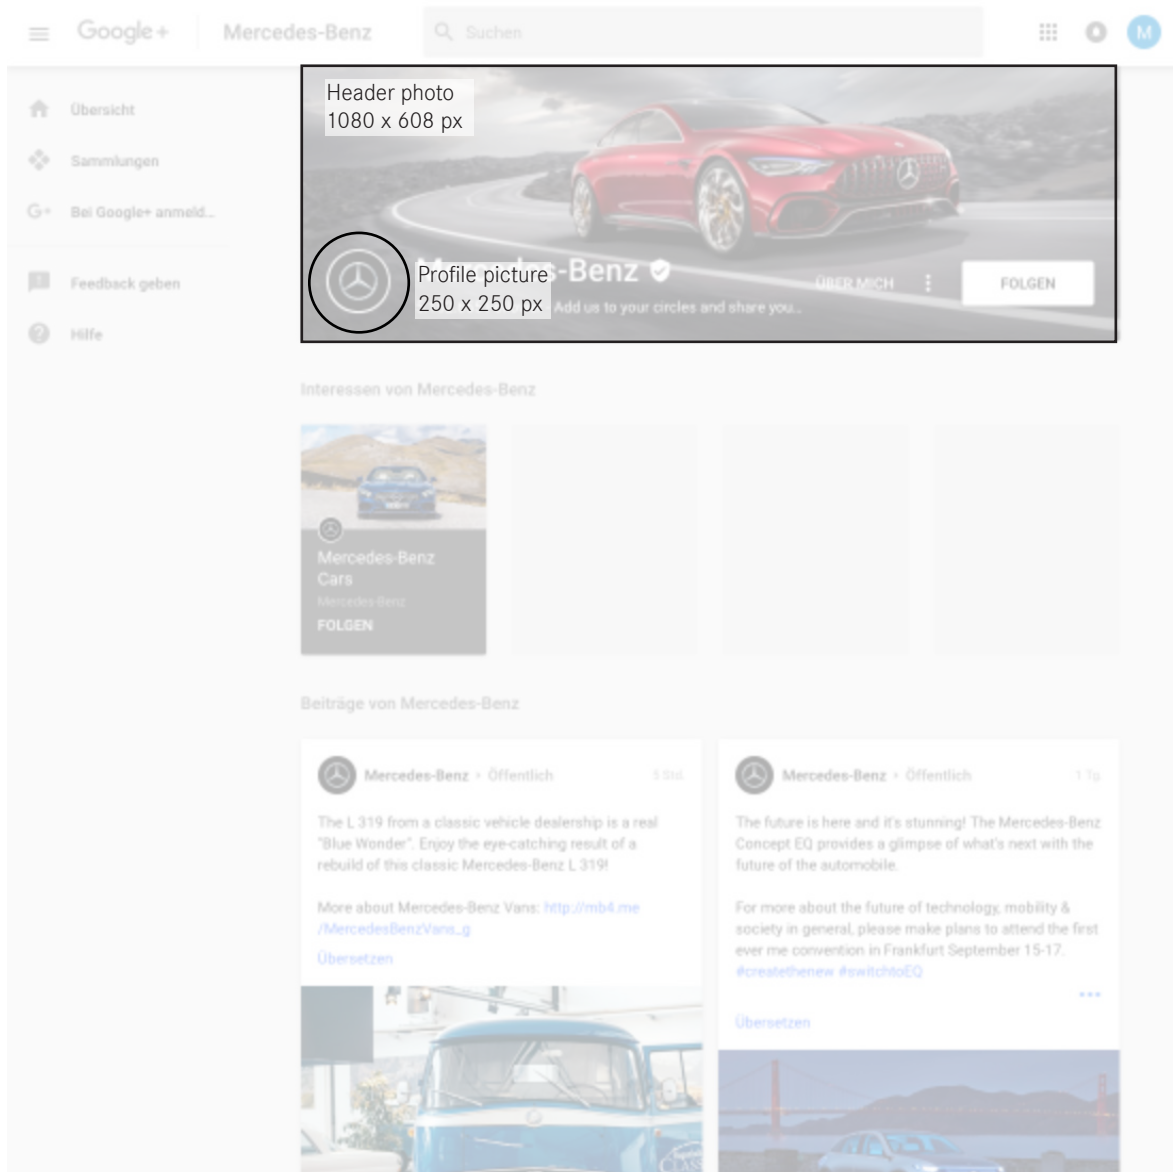 Google+
Mercedes-Benz
Suchen
M
Header photo
1080 x 608 px
Übersicht
Sammlungen
G+ Bei Google+ anmeld...
Feedback geben
Hilfe
-Benz
Profile picture
250 x 250 px
Add us to your circles and share you...
ÜBER MICH
FOLGEN
Interessen von Mercedes-Benz
Mercedes-Benz
Cars
Mercedes-Benz
FOLGEN
Beiträge von Mercedes-Benz
Mercedes-Benz Öffentlich
3 Std.
The L 319 from a classic vehicle dealership is a real
"Blue Wonder". Enjoy the eye-catching result of a
rebuild of this classic Mercedes-Benz L 319!
More about Mercedes-Benz Vans: http://mb4.me
/MercedesBenzVans_g
Übersetzen
Mercedes-Benz Öffentlich
1 Tg.
The future is here and it's stunning! The Mercedes-Benz
Concept EQ provides a glimpse of what's next with the
future of the automobile.
For more about the future of technology, mobility &
society in general, please make plans to attend the first
ever me convention in Frankfurt September 15-17.
#createthenew #switchtoEQ
...
Übersetzen